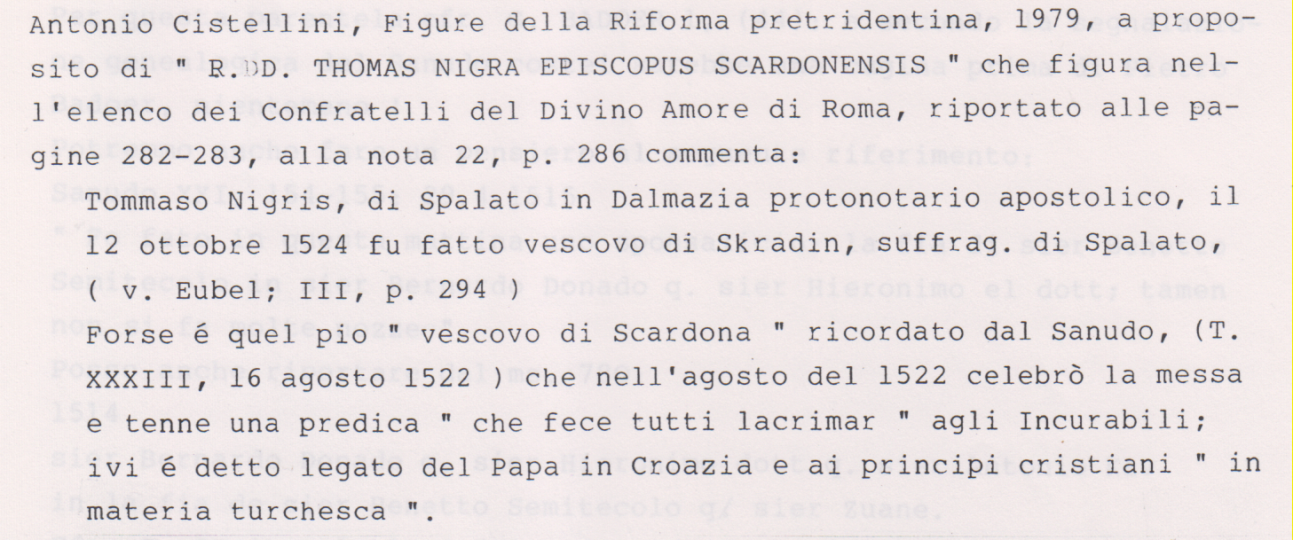 Antonio Cistellini, Figure della Riforma pretridentina, 1979, a propo-
sito di " R.DD. THOMAS NIGRA EPISCOPUS SCARDONENSIS " che figura nel-
l'elenco dei Confratelli del Divino Amore di Roma, riportato alle pa-
gine 282-283, alla nota 22, p. 286 commenta:
Tommaso Nigris, di Spalato in Dalmazia protonotario apostolico, il
12 ottobre 1524 fu fatto vescovo di Skradin, suffrag. di Spalato,
( v. Eubel; III, p. 294 )
Forse é quel pio " vescovo di Scardona " ricordato dal Sanudo, (T.
XXXIII, 16 agosto 1522 ) che nell'agosto del 1522 celebrò la messa
e tenne una predica " che fece tutti lacrimar " agli Incurabili;
ivi é detto legato del Papa in Croazia e ai principi cristiani " in
materia turchesca ".